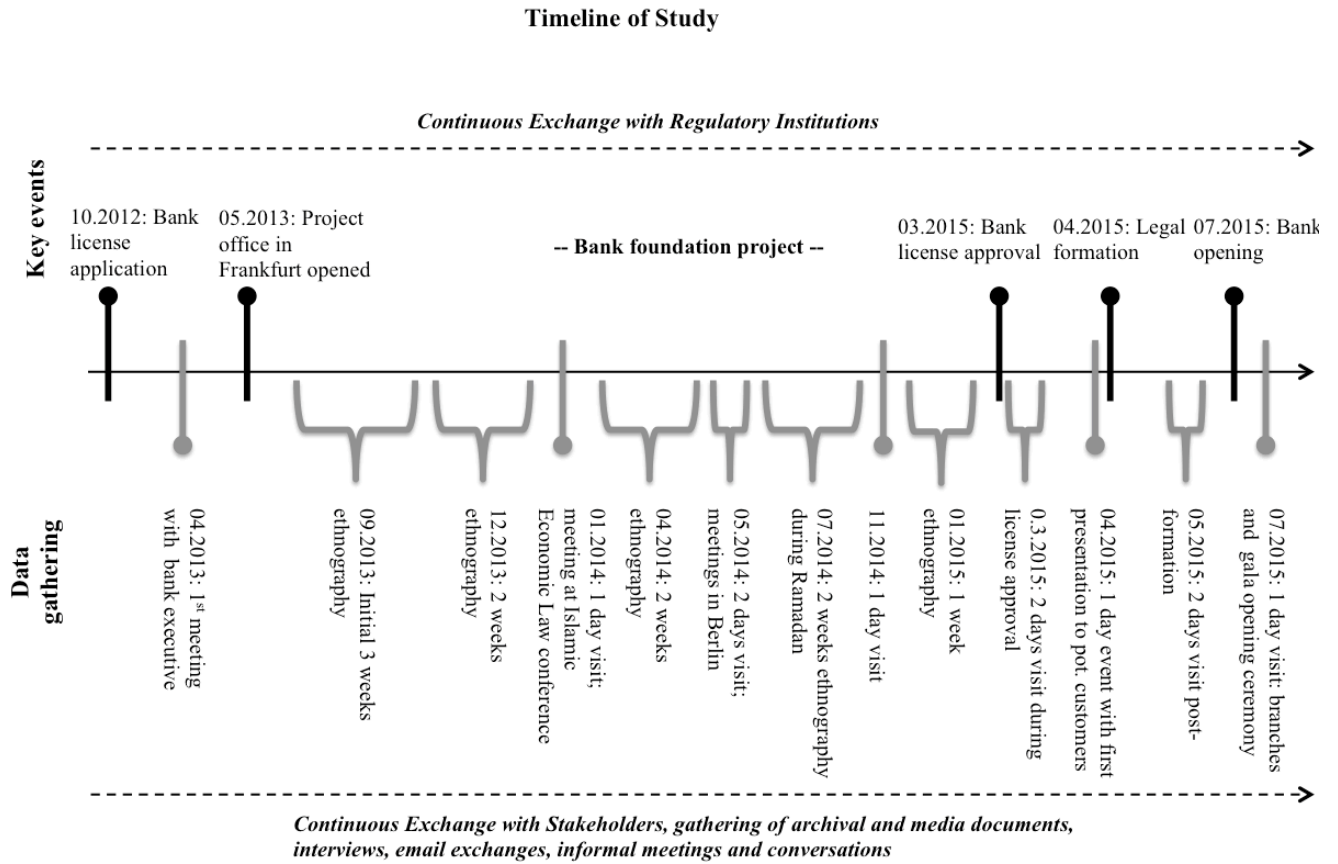 Timeline of Study
Continuous Exchange with Regulatory Institutions
Key events
10.2012: Bank
license
application
05.2013: Project
office in
Frankfurt opened
-- Bank foundation project --
03.2015: Bank
license approval
04.2015: Legal
formation
07.2015: Bank
opening
Data
gathering
04.2013: 1st meeting
with bank executive
09.2013: Initial 3 weeks
ethnography
12.2013: 2 weeks
ethnography
01.2014: 1 day visit;
meeting at Islamic
Economic Law conference
04.2014: 2 weeks
ethnography
05.2014: 2 days visit;
meetings in Berlin
07.2014: 2 weeks ethnography
during Ramadan
11.2014: 1 day visit
01.2015: 1 week
ethnography
0.3.2015: 2 days visit during
license approval
04.2015: 1 day event with first
presentation to pot. customers
05.2015: 2 days visit post-
formation
07.2015: 1 day visit: branches
and gala opening ceremony
Continuous Exchange with Stakeholders, gathering of archival and media documents,
interviews, email exchanges, informal meetings and conversations